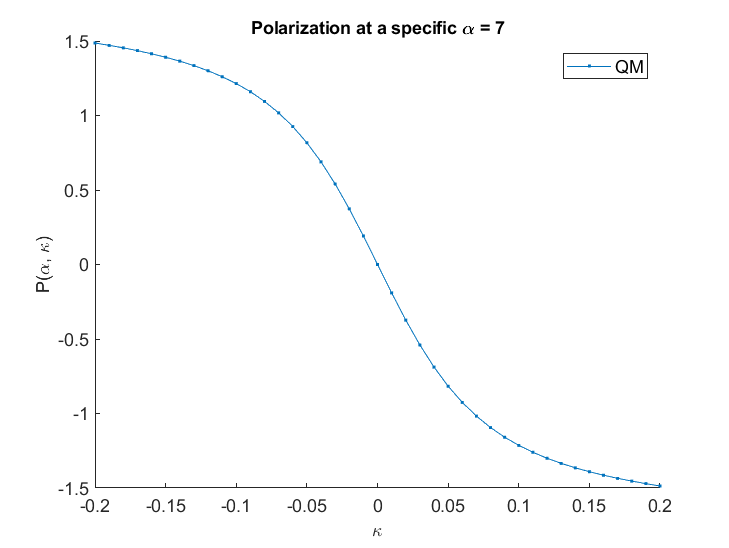 Polarization at a specific α = 7
QM
P(α, κ)
1.5
1
0.5
0
-0.5
-1
-1.5
-0.2 -0.15 -0.1 -0.05 0 0.05 0.1 0.15 0.2
κ